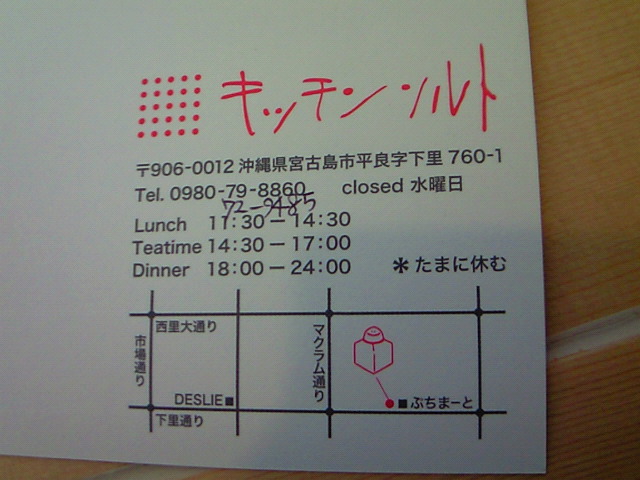 キッチンソルト
〒906-0012 沖縄県宮古島市平良字下里 760-1
Tel. 0980-79-8860 closed 水曜日
72-9485
Lunch 11:30－14:30
Teatime 14:30－17:00
Dinner 18:00－24:00 ＊たまに休む
西里大通り
市場通り
マクラム通り
DESLIE■
■ぷちまーと
下里通り